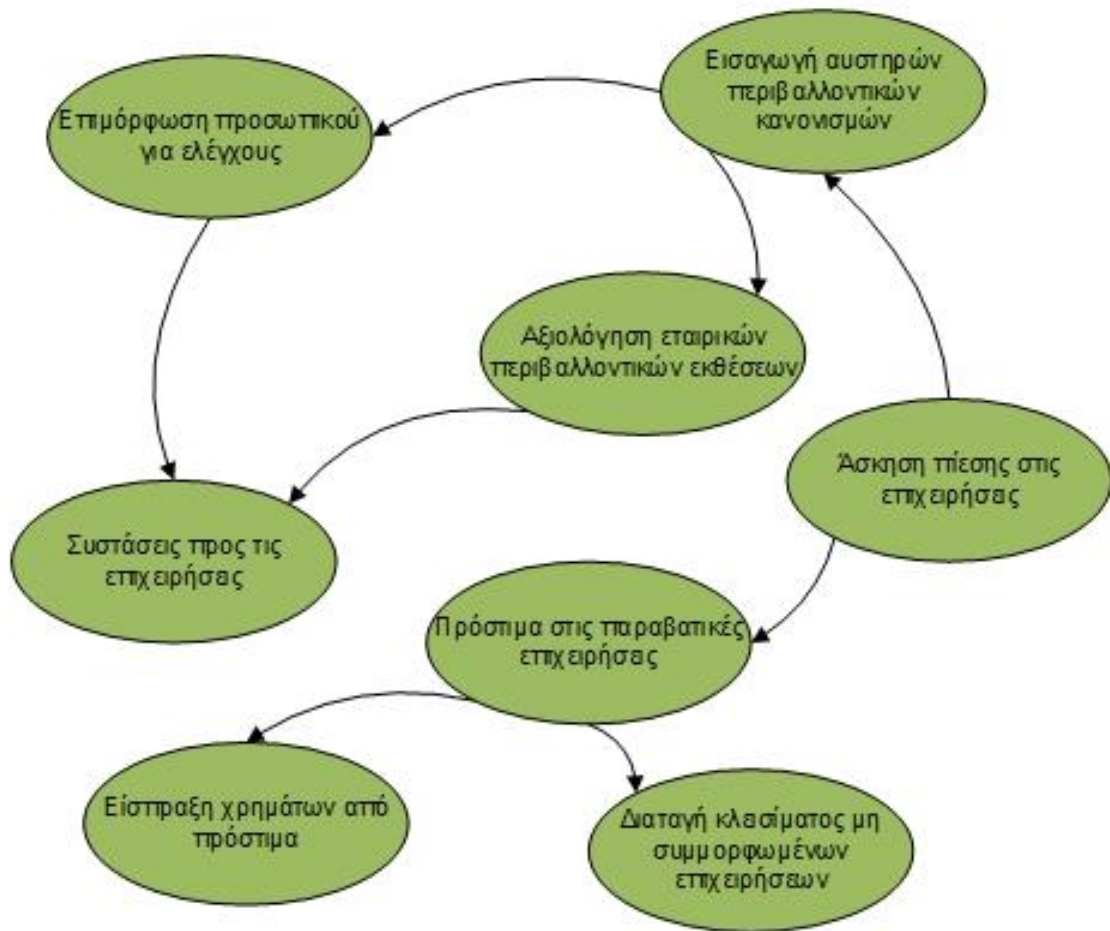 Εισαγωγή αυστηρών
περιβαλλοντικών
κανονισμών
Επιμόρφωση προσωπικού
για ελέγχους
Αξιολόγηση εταιρικών
περιβαλλοντικών εκθέσεων
Άσκηση πίεσης στις
επιχειρήσεις
Συστάσεις προς τις
επιχειρήσεις
Πρόστιμα στις παραβατικές
επιχειρήσεις
Είσπραξη χρημάτων από
πρόστιμα
Διαταγή κλεισίματος μη
συμμορφωμένων
επιχειρήσεων